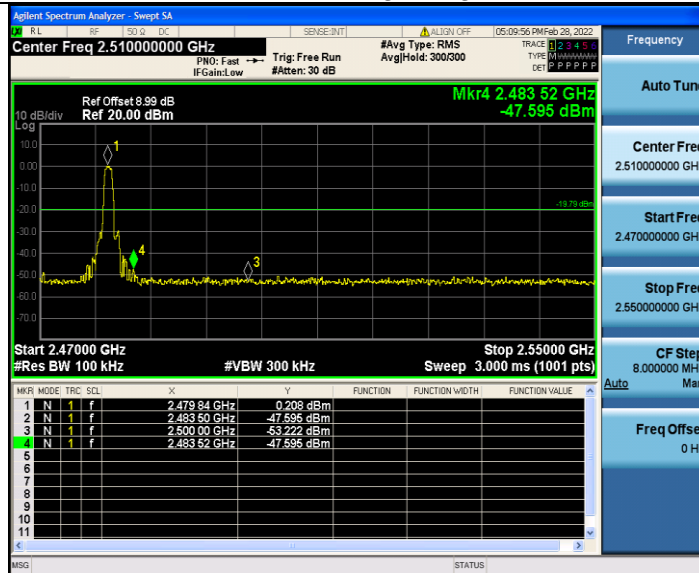 Agilent Spectrum Analyzer - Swept SA
RL RF 50 Ω DC SENSE:INT ALIGN OFF 05:09:56 PM Feb 28, 2022
Center Freq 2.510000000 GHz #Avg Type: RMS TRACE 1 2 3 4 5 6
PNO: Fast Trig: Free Run Avg|Hold: 300/300 TYPE M
IFGain:Low #Atten: 30 dB DET P P P P P P
Mkr4 2.483 52 GHz
Ref Offset 8.99 dB
10 dB/div Ref 20.00 dBm -47.595 dBm
Log
10.0
1
0.00
-10.0
-19.79 dBm
-20.0
-30.0
-40.0
4
3
-50.0
-60.0
-70.0
Start 2.47000 GHz Stop 2.55000 GHz
#Res BW 100 kHz #VBW 300 kHz Sweep 3.000 ms (1001 pts)
MKR MODE TRC SCL X Y FUNCTION FUNCTION WIDTH FUNCTION VALUE
1 N 1 f 2.479 84 GHz 0.208 dBm
2 N 1 f 2.483 50 GHz -47.595 dBm
3 N 1 f 2.500 00 GHz -53.222 dBm
4 N 1 f 2.483 52 GHz -47.595 dBm
5
6
7
8
9
10
11
MSG STATUS
Frequency
Auto Tun
Center Fre
2.510000000 GH
Start Fre
2.470000000 GH
Stop Fre
2.550000000 GH
CF Ste
8.000000 MH
Auto Ma
Freq Offse
0 H